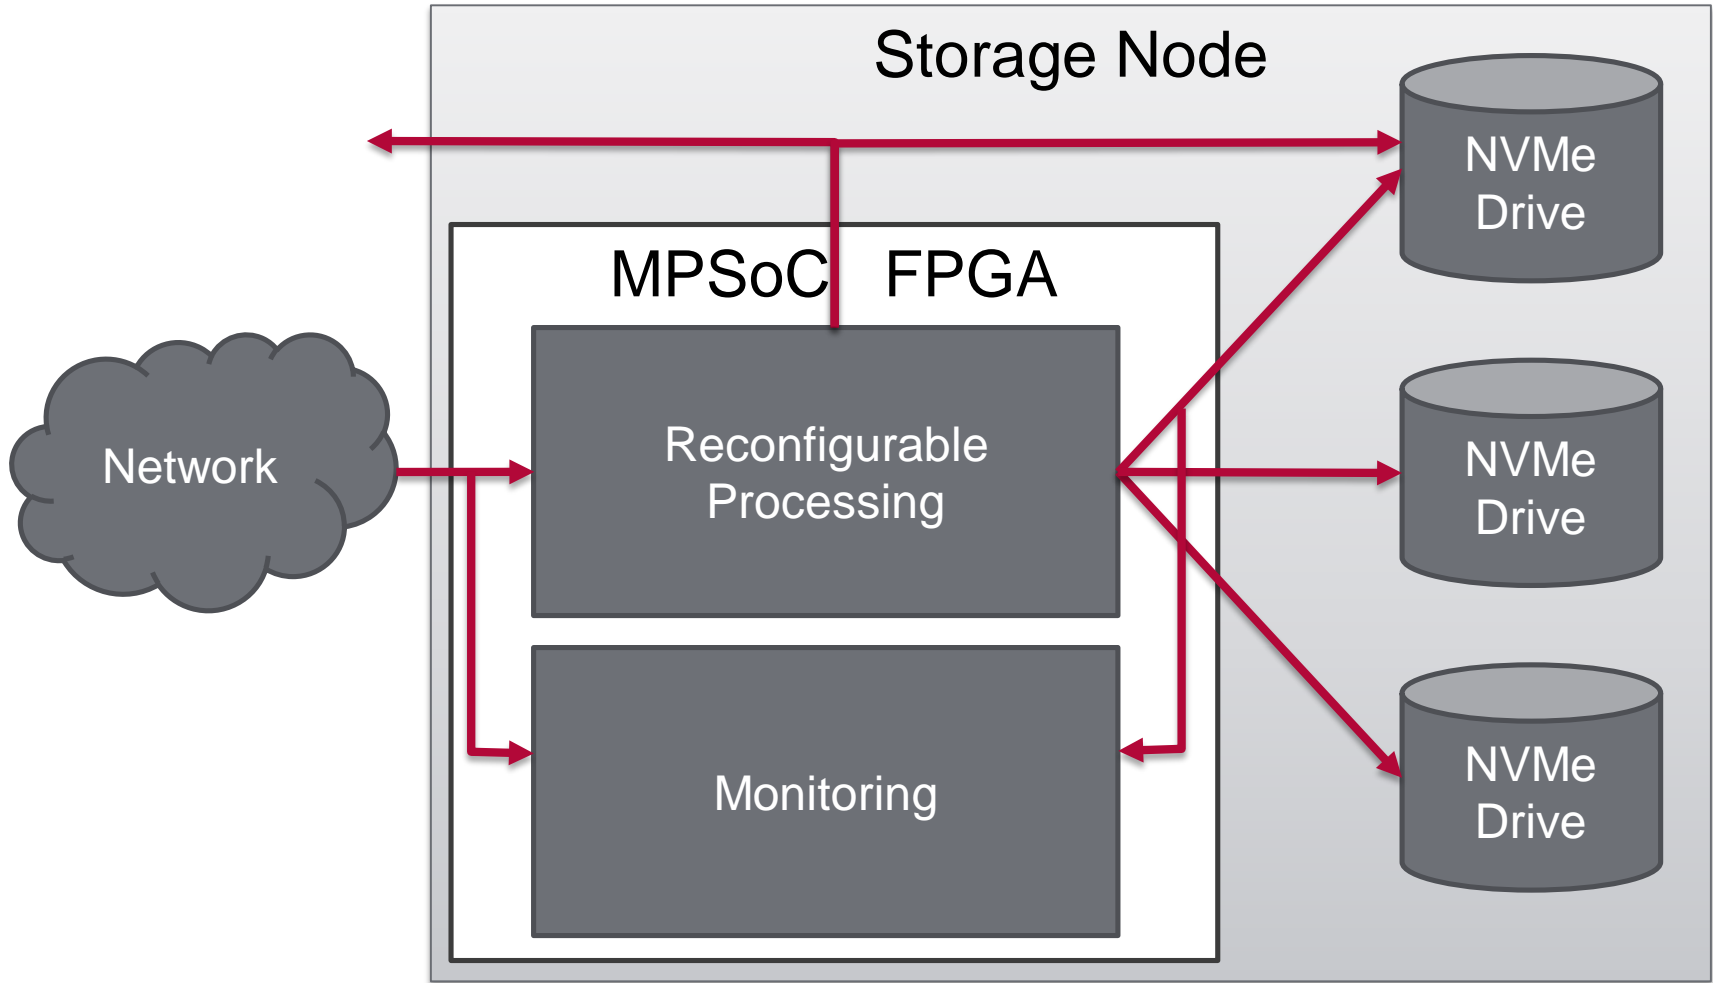 Storage Node
NVMe
Drive
MPSoC FPGA
Network
Reconfigurable
Processing
NVMe
Drive
Monitoring
NVMe
Drive